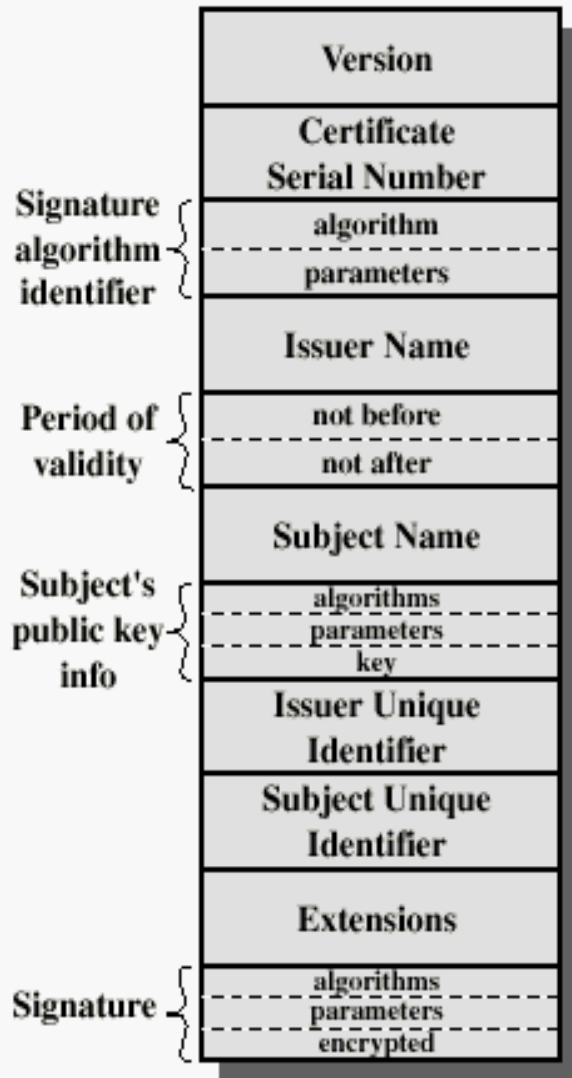 Version
Certificate
Serial Number
Signature
algorithm
identifier
algorithm
parameters
Issuer Name
Period of
validity
not before
not after
Subject Name
Subject's
public key
info
algorithms
parameters
key
Issuer Unique
Identifier
Subject Unique
Identifier
Extensions
Signature
algorithms
parameters
encrypted